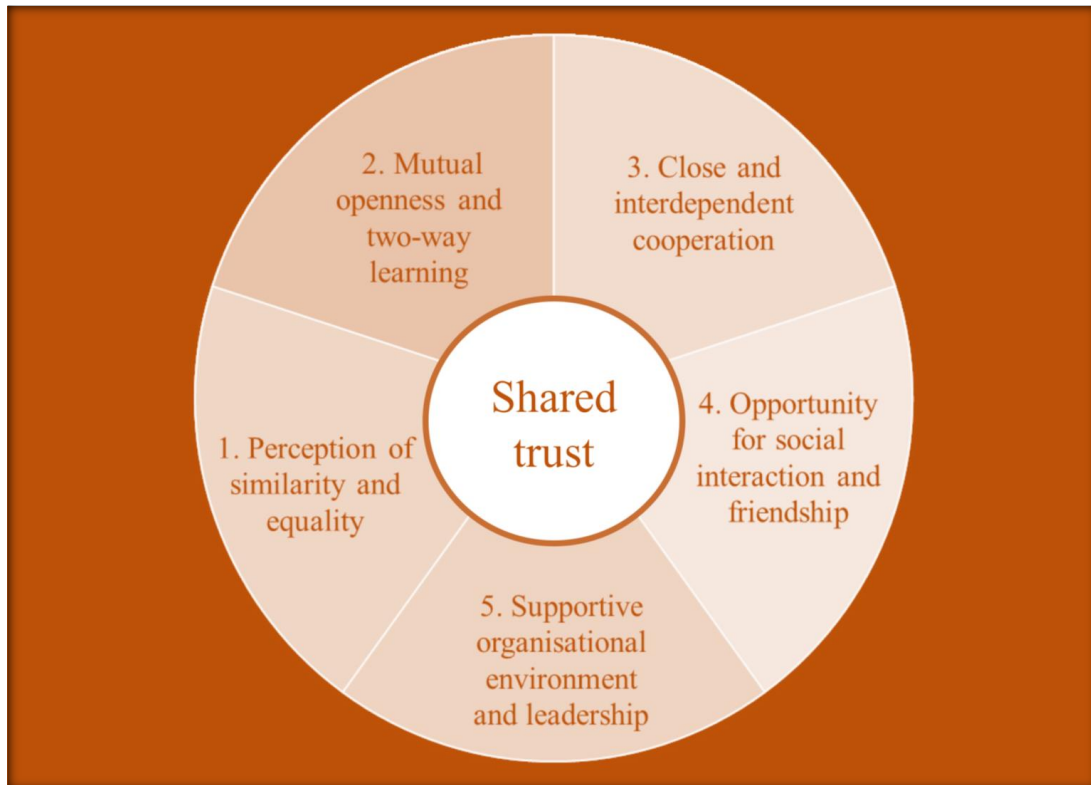 2. Mutual
openness and
two-way
learning
3. Close and
interdependent
cooperation
Shared
trust
1. Perception of
similarity and
equality
4. Opportunity
for social
interaction and
friendship
5. Supportive
organisational
environment
and leadership